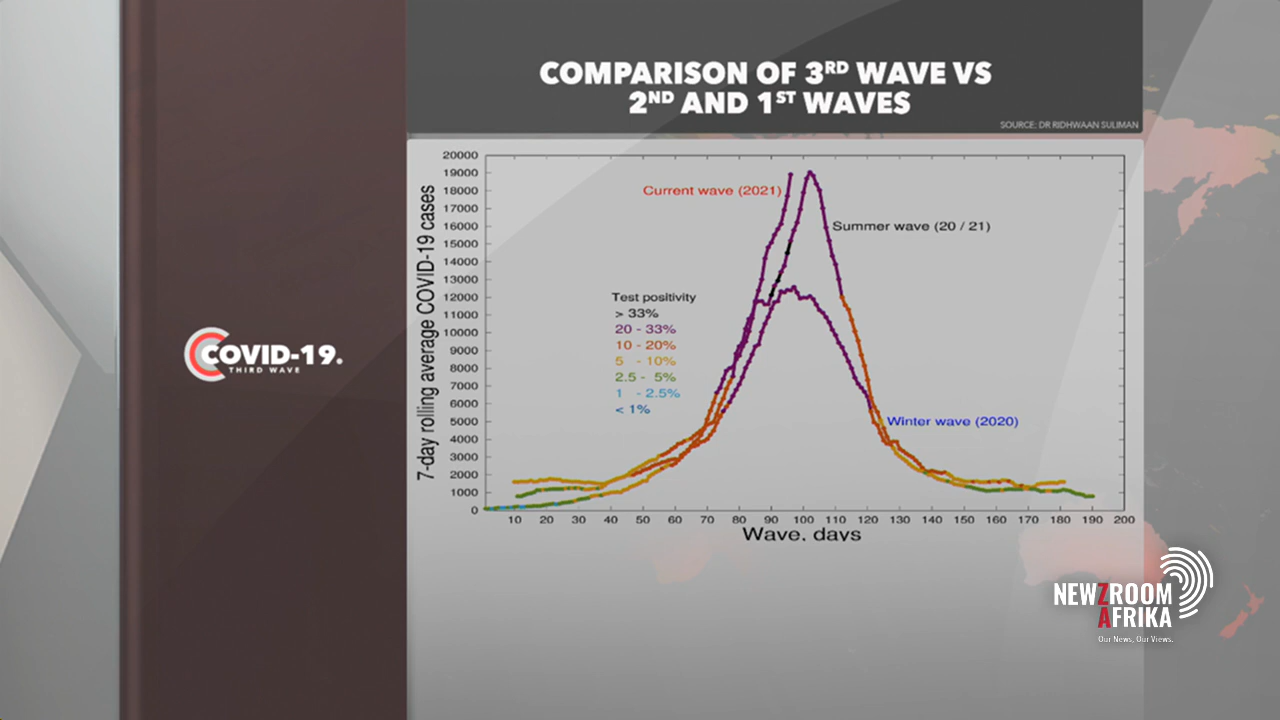 COMPARISON OF 3RD WAVE VS
2ND AND 1ST WAVES
SOURCE: DR RIDHWAAN SULIMAN
COVID-19.
THIRD WAVE
7-day rolling average COVID-19 cases
20000
19000
18000
17000
16000
15000
14000
13000
12000
11000
10000
9000
8000
7000
6000
5000
4000
3000
2000
1000
0
Current wave (2021)
Summer wave (20 / 21)
Test positivity
> 33%
20 - 33%
10 - 20%
5 - 10%
2.5 - 5%
1 - 2.5%
< 1%
Winter wave (2020)
10 20 30 40 50 60 70 80 90 100 110 120 130 140 150 160 170 180 190 200
Wave, days
NEWZROOM
AFRIKA
Our News, Our Views.